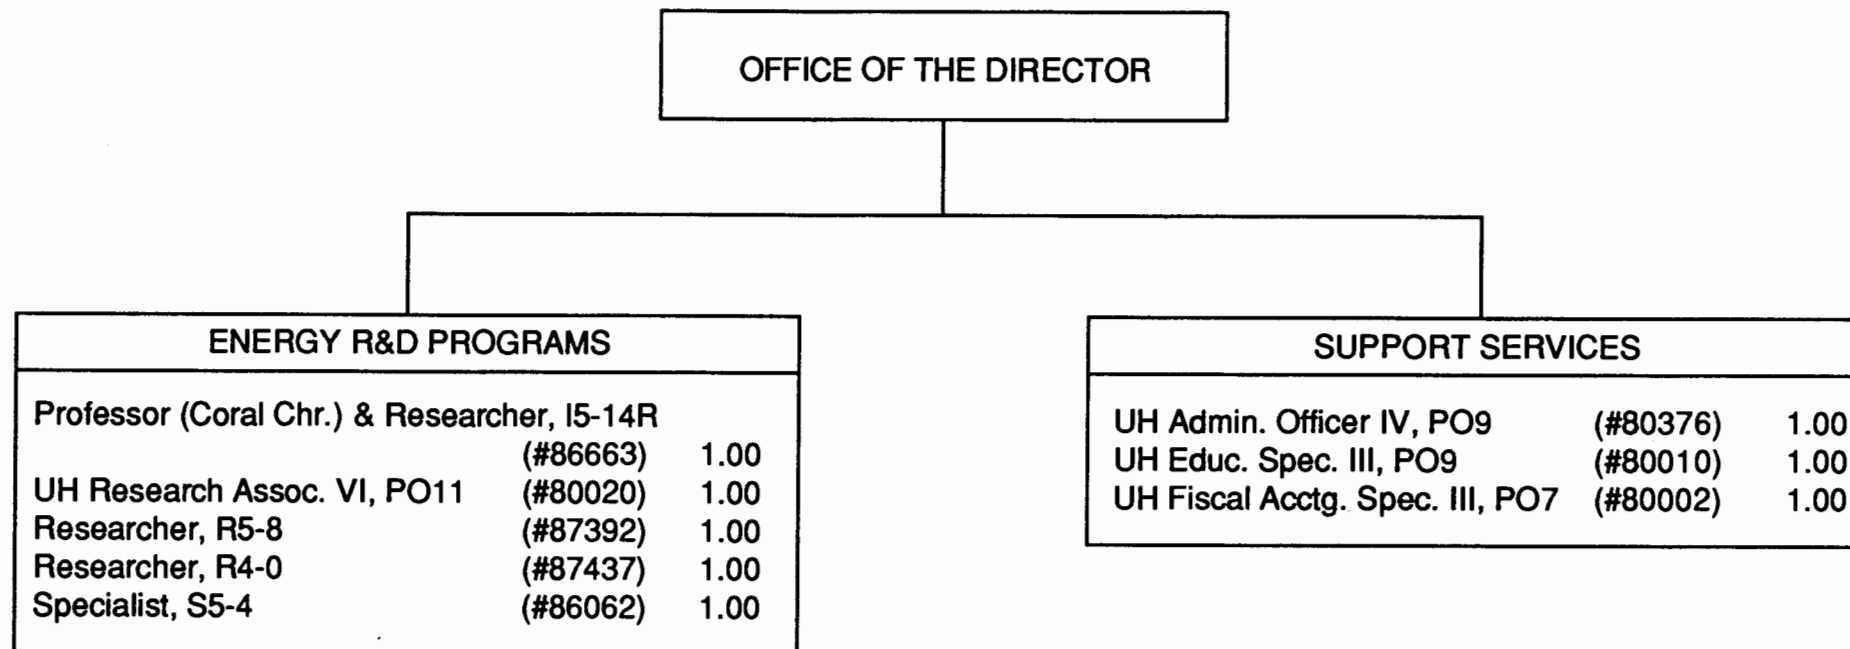 OFFICE OF THE DIRECTOR
ENERGY R&D PROGRAMS
Professor (Coral Chr.) & Researcher, I5-14R
(#86663) 1.00
UH Research Assoc. VI, PO11 (#80020) 1.00
Researcher, R5-8 (#87392) 1.00
Researcher, R4-0 (#87437) 1.00
Specialist, S5-4 (#86062) 1.00
SUPPORT SERVICES
UH Admin. Officer IV, PO9 (#80376) 1.00
UH Educ. Spec. III, PO9 (#80010) 1.00
UH Fiscal Acctg. Spec. III, PO7 (#80002) 1.00